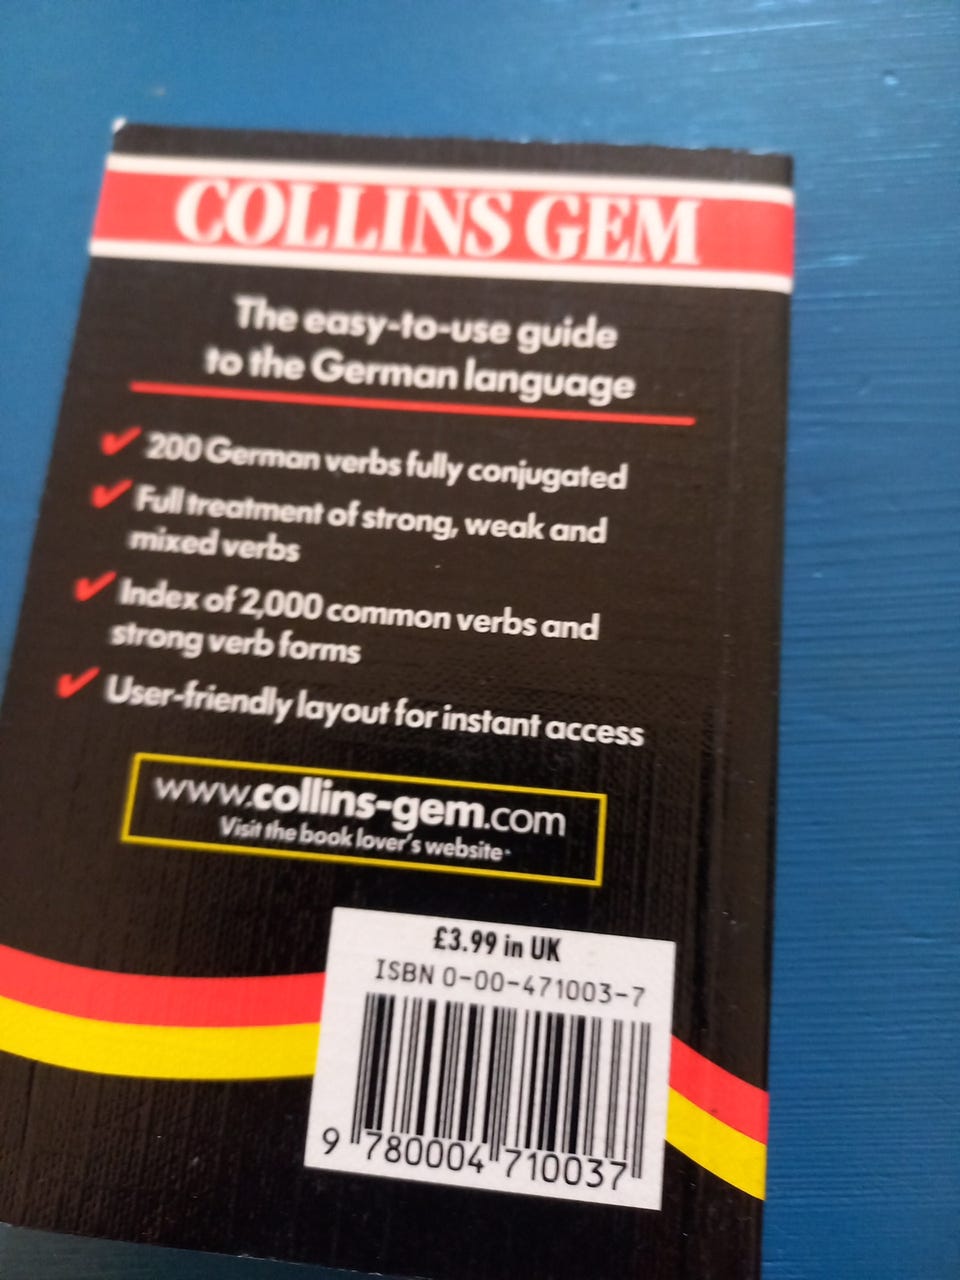 COLLINS GEM
The easy-to-use guide
to the German language
✔ 200 German verbs fully conjugated
✔ Full treatment of strong, weak and
mixed verbs
✔ Index of 2,000 common verbs and
strong verb forms
✔ User-friendly layout for instant access
www.collins-gem.com
Visit the book lover's website
£3.99 in UK
ISBN 0-00-471003-7
9 780004 710037